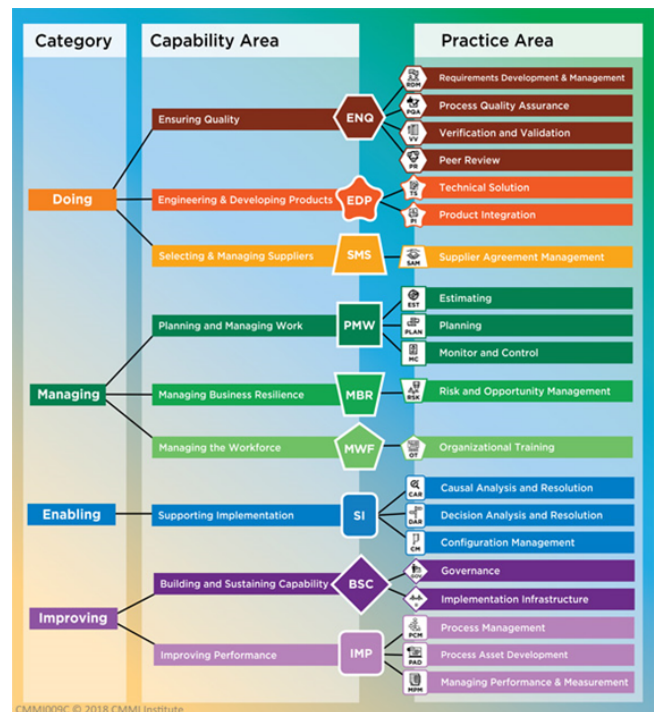 Category Capability Area Practice Area
Requirements Development & Management
RDM
Process Quality Assurance
PQA
Ensuring Quality ENQ
Verification and Validation
VV
Peer Review
PR
Doing Engineering & Developing Products EDP
Technical Solution
TS
Product Integration
PI
Selecting & Managing Suppliers SMS
Supplier Agreement Management
SAM
Estimating
EST
Planning and Managing Work PMW
Planning
PLAN
Monitor and Control
MC
Managing Managing Business Resilience MBR
Risk and Opportunity Management
RSK
Managing the Workforce MWF
Organizational Training
OT
Causal Analysis and Resolution
CAR
Enabling Supporting Implementation SI
Decision Analysis and Resolution
DAR
Configuration Management
CM
Governance
GOV
Building and Sustaining Capability BSC
Implementation Infrastructure
II
Improving
Process Management
PCM
Improving Performance IMP
Process Asset Development
PAD
Managing Performance & Measurement
MPM
CMMI009C © 2018 CMMI Institute